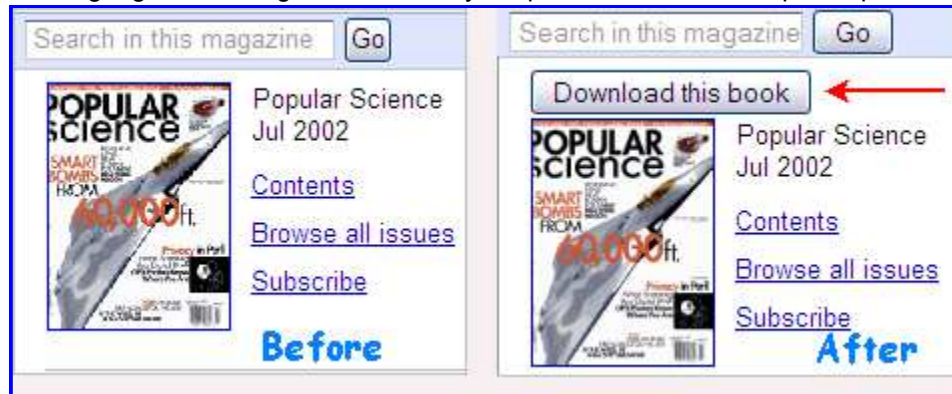 Search in this magazine Go
POPULAR
science
SMART
BOMBS
FROM
60,000ft.
Privacy in Peril
Popular Science
Jul 2002
Contents
Browse all issues
Subscribe
Before
Search in this magazine Go
Download this book
POPULAR
science
SMART
BOMBS
FROM
60,000ft.
Privacy in Peril
Popular Science
Jul 2002
Contents
Browse all issues
Subscribe
After